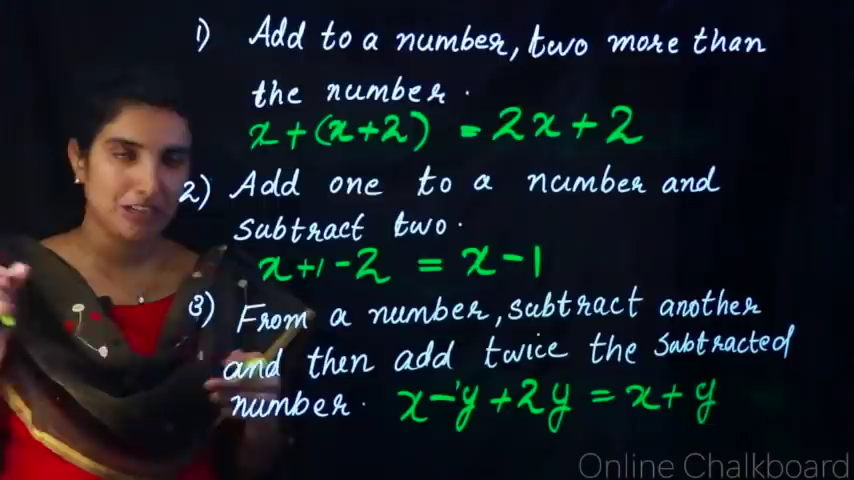 1) Add to a number, two more than
the number.
x+(x+2) = 2x+2
2) Add one to a number and
subtract two.
x+1-2 = x-1
3) From a number, subtract another
and then add twice the subtracted
number. x-y+2y = x+y
Online Chalkboard